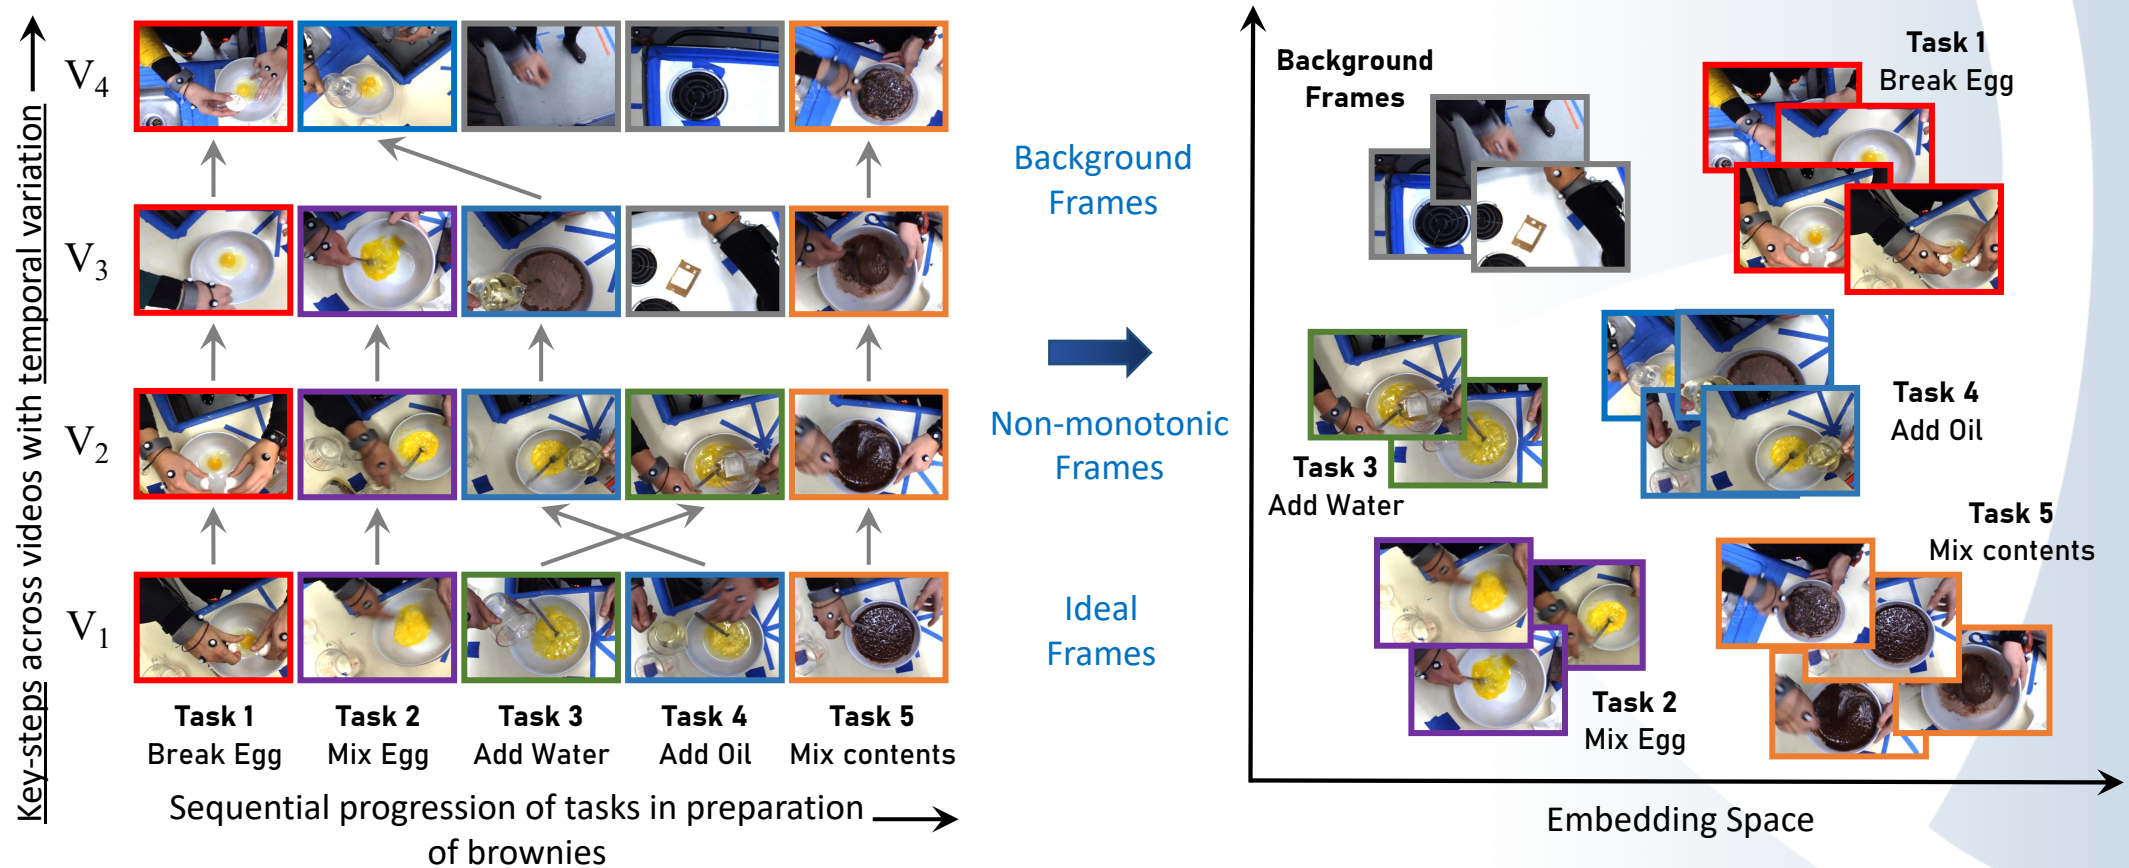 Key-steps across videos with temporal variation
V4
V3
V2
V1
Task 1
Break Egg
Task 2
Mix Egg
Task 3
Add Water
Task 4
Add Oil
Task 5
Mix contents
Sequential progression of tasks in preparation
of brownies
Background
Frames
Non-monotonic
Frames
Ideal
Frames
Background
Frames
Task 1
Break Egg
Task 3
Add Water
Task 4
Add Oil
Task 5
Mix contents
Task 2
Mix Egg
Embedding Space